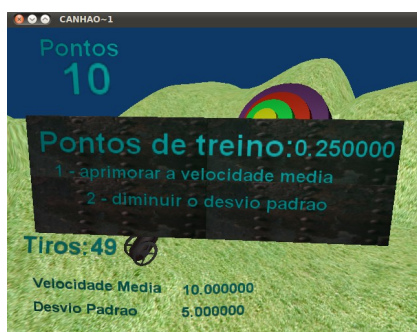 CANHAO~1
Pontos
10
Pontos de treino:0.250000
1 - aprimorar a velocidade media
2 - diminuir o desvio padrao
Tiros: 49
Velocidade Media 10.000000
Desvio Padrao 5.000000